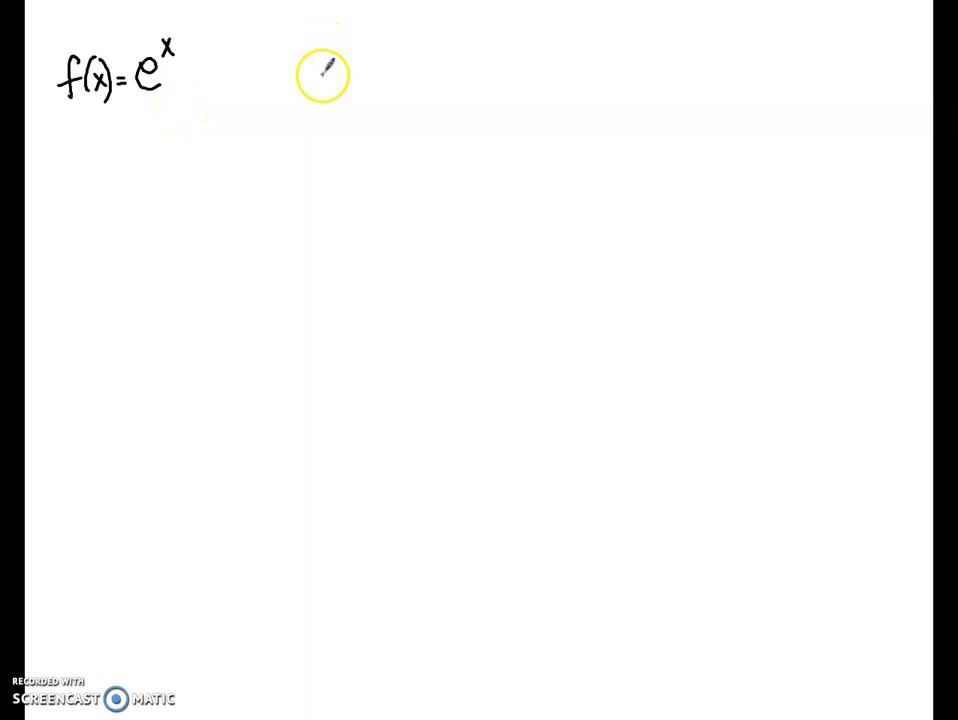 f(x) = e^x
RECORDED WITH
SCREENCAST MATIC